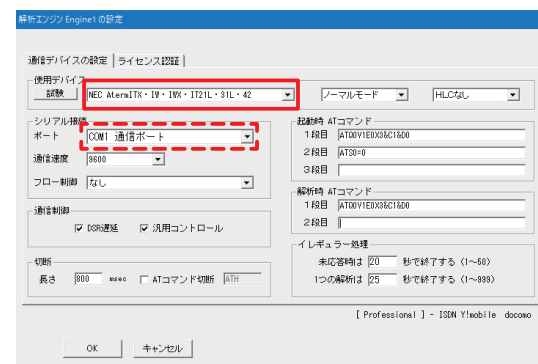 解析エンジン Engine1 の設定
通信デバイスの設定 ライセンス認証
使用デバイス
試験 NEC AtermITX・IW・IWX・IT21L・31L・42 ノーマルモード HLCなし
シリアル接続
ポート COM1 通信ポート
通信速度 9600
フロー制御 なし
通信制御
DSR遅延 汎用コントロール
切断
長さ 800 msec ATコマンド切断 ATH
起動時 ATコマンド
1段目 ATQ0V1E0X3&C1&D0
2段目 ATS0=0
3段目
解析時 ATコマンド
1段目 ATQ0V1E0X3&C1&D0
2段目
イレギュラー処理
未応答時は 20 秒で終了する (1~50)
1つの解析は 25 秒で終了する (1~999)
[ Professional ] - ISDN Y!mobile docomo
OK キャンセル